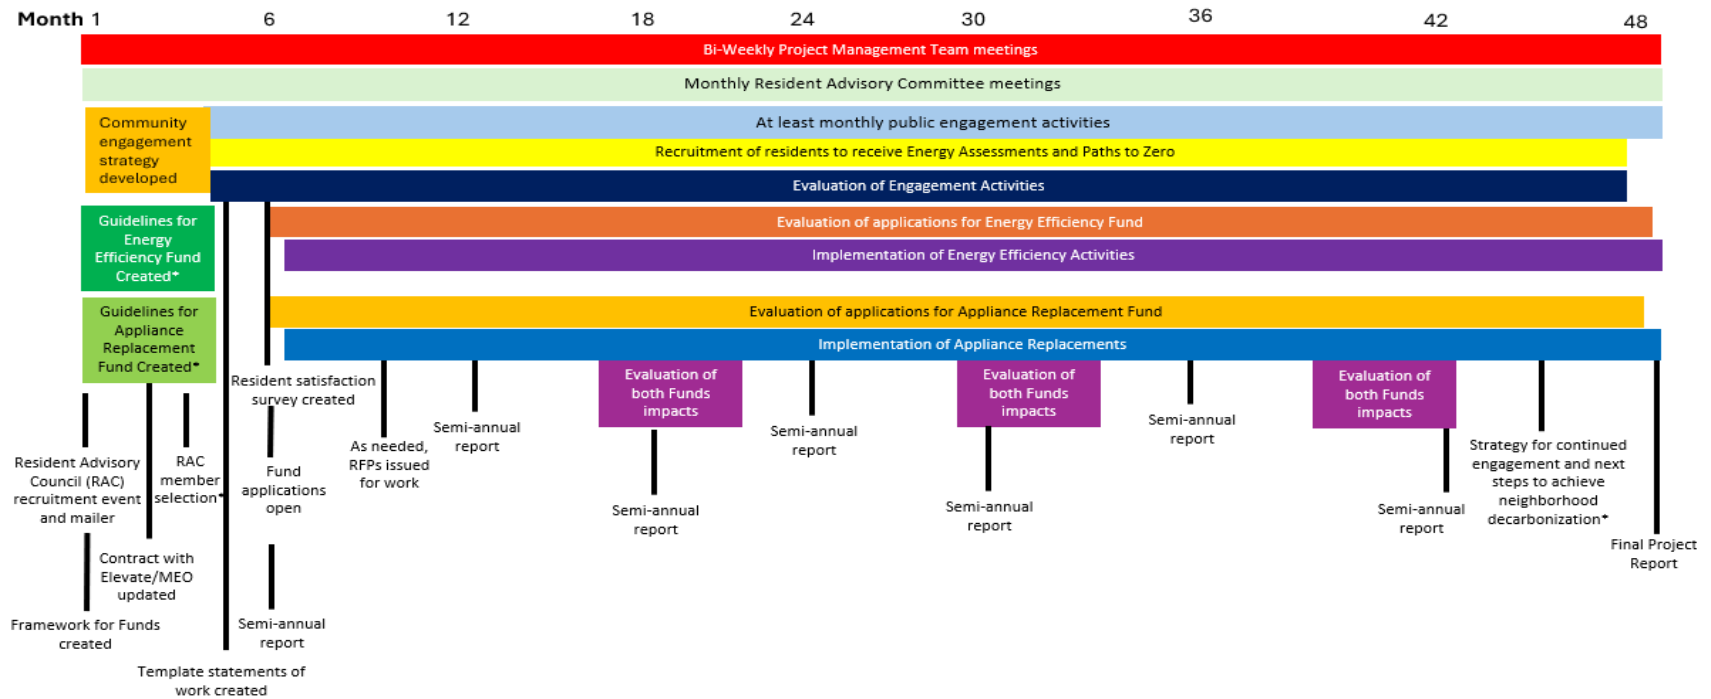 Month 1 6 12 18 24 30 36 42 48
Bi-Weekly Project Management Team meetings
Monthly Resident Advisory Committee meetings
Community
engagement
strategy
developed
At least monthly public engagement activities
Recruitment of residents to receive Energy Assessments and Paths to Zero
Evaluation of Engagement Activities
Guidelines for
Energy
Efficiency Fund
Created*
Evaluation of applications for Energy Efficiency Fund
Implementation of Energy Efficiency Activities
Guidelines for
Appliance
Replacement
Fund Created*
Evaluation of applications for Appliance Replacement Fund
Implementation of Appliance Replacements
Resident Advisory
Council (RAC)
recruitment event
and mailer
Framework for Funds
created
Contract with
Elevate/MEO
updated
RAC
member
selection*
Template statements of
work created
Resident satisfaction
survey created
Fund
applications
open
Semi-annual
report
As needed,
RFPs issued
for work
Semi-annual
report
Evaluation of
both Funds
impacts
Semi-annual
report
Semi-annual
report
Evaluation of
both Funds
impacts
Semi-annual
report
Semi-annual
report
Evaluation of
both Funds
impacts
Semi-annual
report
Strategy for continued
engagement and next
steps to achieve
neighborhood
decarbonization*
Final Project
Report